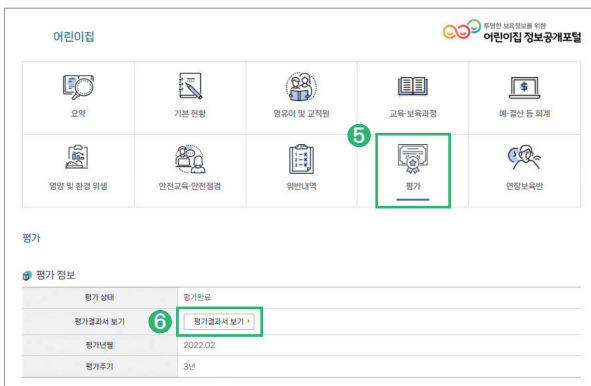 어린이집
투명한 보육정보를 위한
어린이집 정보공개포털
요약
기본 현황
영유아 및 교직원
교육·보육과정
예·결산 등 회계
5
영양 및 환경 위생
안전교육·안전점검
위반내역
평가
연장보육반
평가
평가 정보
평가 상태 평가완료
평가결과서 보기 6 평가결과서 보기
평가년월 2022.02
평가주기 3년